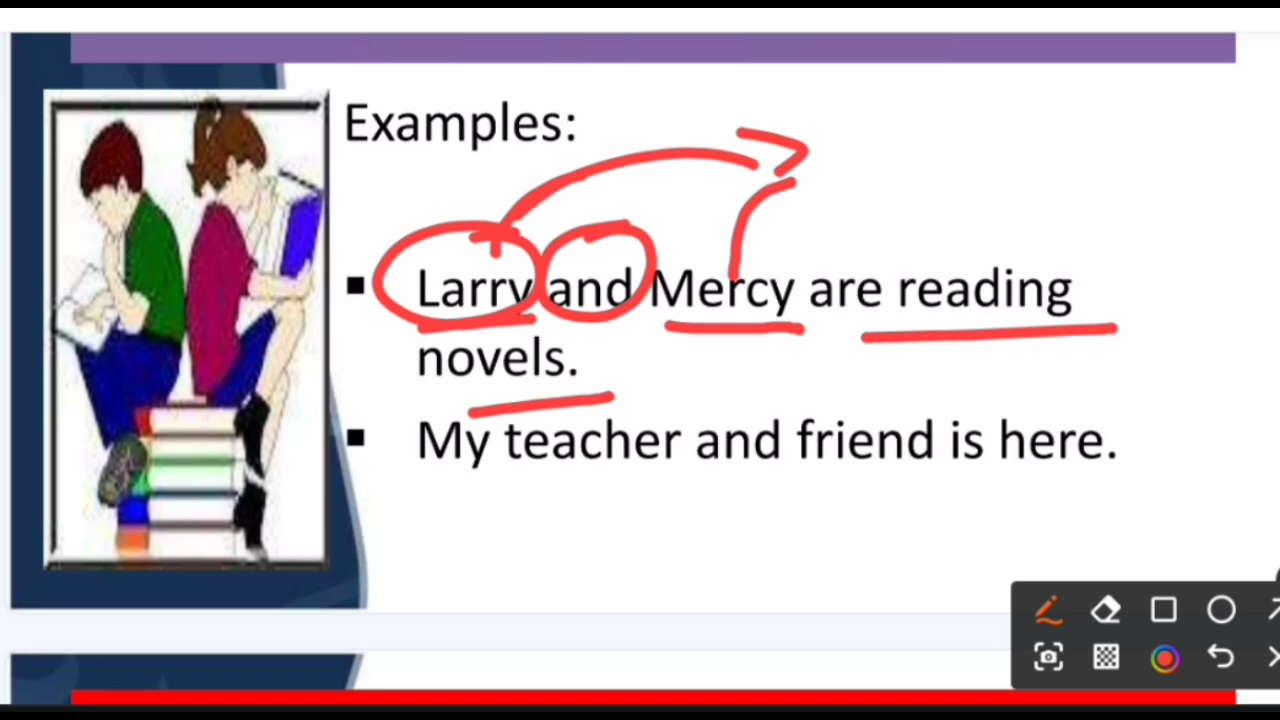 Examples:
▪ Larry and Mercy are reading
novels.
▪ My teacher and friend is here.